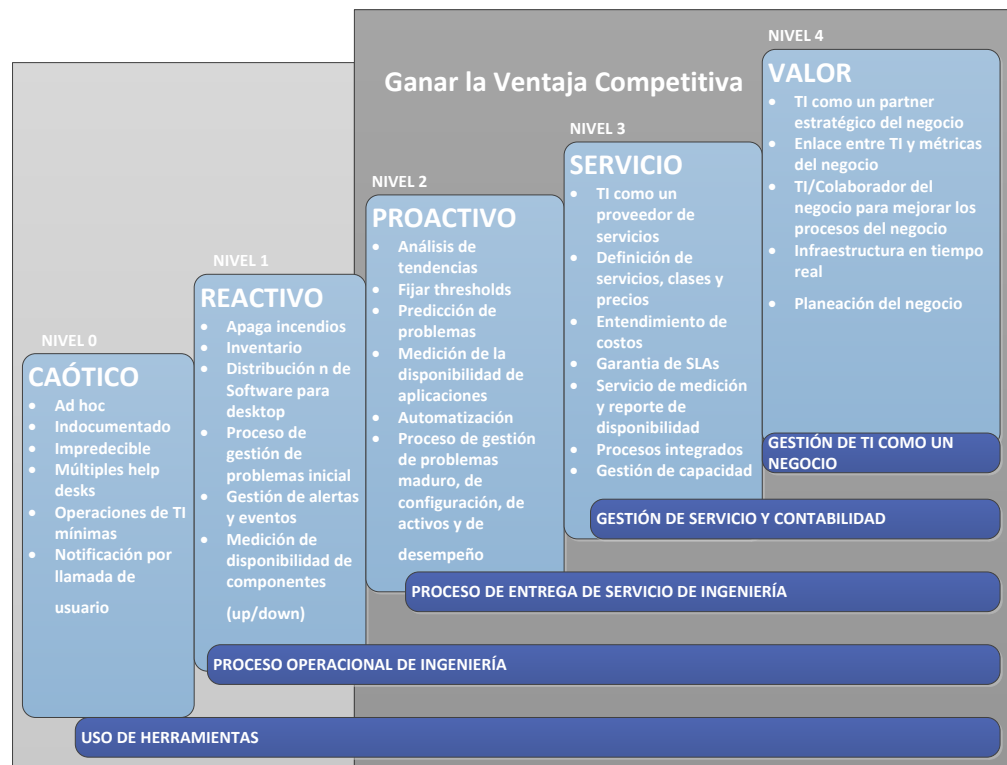 NIVEL 4
VALOR
• TI como un partner
estratégico del negocio
• Enlace entre TI y métricas
del negocio
• TI/Colaborador del
negocio para mejorar los
procesos del negocio
• Infraestructura en tiempo
real
• Planeación del negocio
Ganar la Ventaja Competitiva
NIVEL 3
SERVICIO
• TI como un
proveedor de
servicios
• Definición de
servicios, clases y
precios
• Entendimiento de
costos
• Garantia de SLAs
• Servicio de medición
y reporte de
disponibilidad
• Procesos integrados
• Gestión de capacidad
NIVEL 2
PROACTIVO
• Análisis de
tendencias
• Fijar thresholds
• Predicción de
problemas
• Medición de la
disponibilidad de
aplicaciones
• Automatización
• Proceso de gestión
de problemas
maduro, de
configuración, de
activos y de
desempeño
NIVEL 1
REACTIVO
• Apaga incendios
• Inventario
• Distribución n de
Software para
desktop
• Proceso de
gestión de
problemas inicial
• Gestión de alertas
y eventos
• Medición de
disponibilidad de
componentes
(up/down)
NIVEL 0
CAÓTICO
• Ad hoc
• Indocumentado
• Impredecible
• Múltiples help
desks
• Operaciones de TI
mínimas
• Notificación por
llamada de
usuario
GESTIÓN DE TI COMO UN
NEGOCIO
GESTIÓN DE SERVICIO Y CONTABILIDAD
PROCESO DE ENTREGA DE SERVICIO DE INGENIERÍA
PROCESO OPERACIONAL DE INGENIERÍA
USO DE HERRAMIENTAS